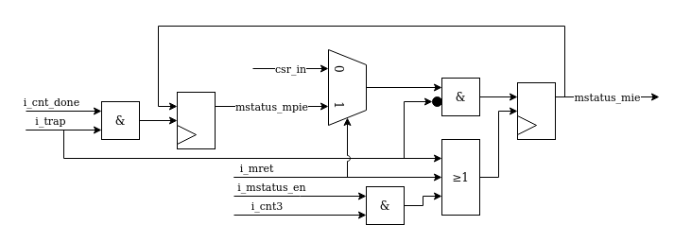 csr_in
0
i_cnt_done
mstatus_mpie
1
&
mstatus_mie
&
i_trap
i_mret
≥1
i_mstatus_en
&
i_cnt3